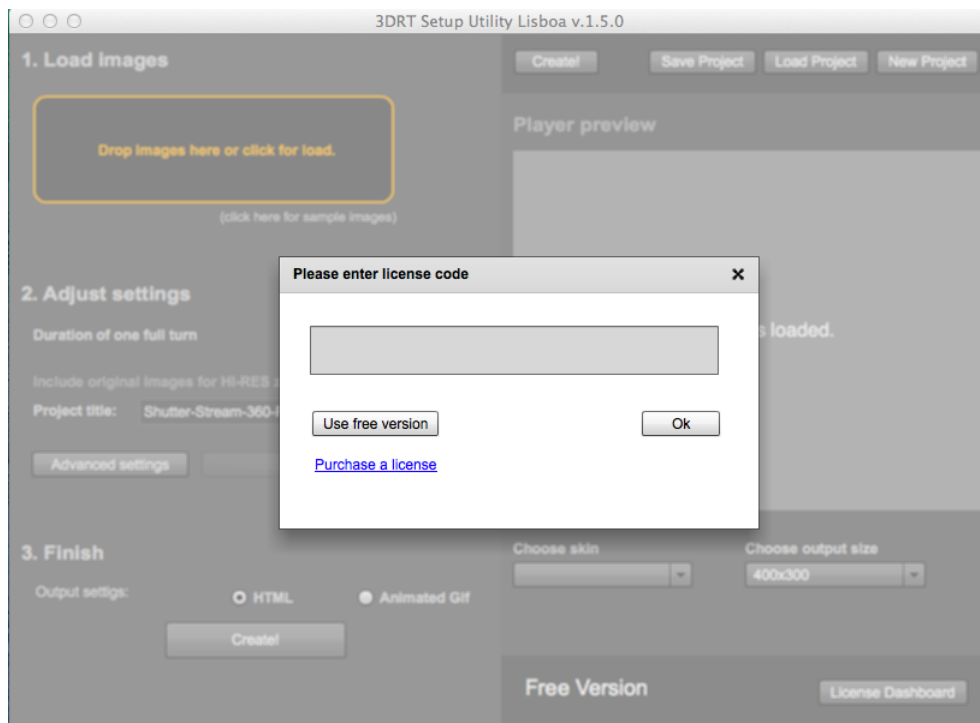 3DRT Setup Utility Lisboa v.1.5.0
1. Load images
Create!
Save Project
Load Project
New Project
Drop images here or click for load.
(click here for sample images)
Player preview
Please enter license code
Use free version
Ok
Purchase a license
2. Adjust settings
Duration of one full turn
Include original images for HI-RES
Project title:
Shutter-Stream-360-
Advanced settings
loaded.
3. Finish
Output settigs:
HTML
Animated Gif
Create!
Choose skin
Choose output size
400x300
Free Version
License Dashboard